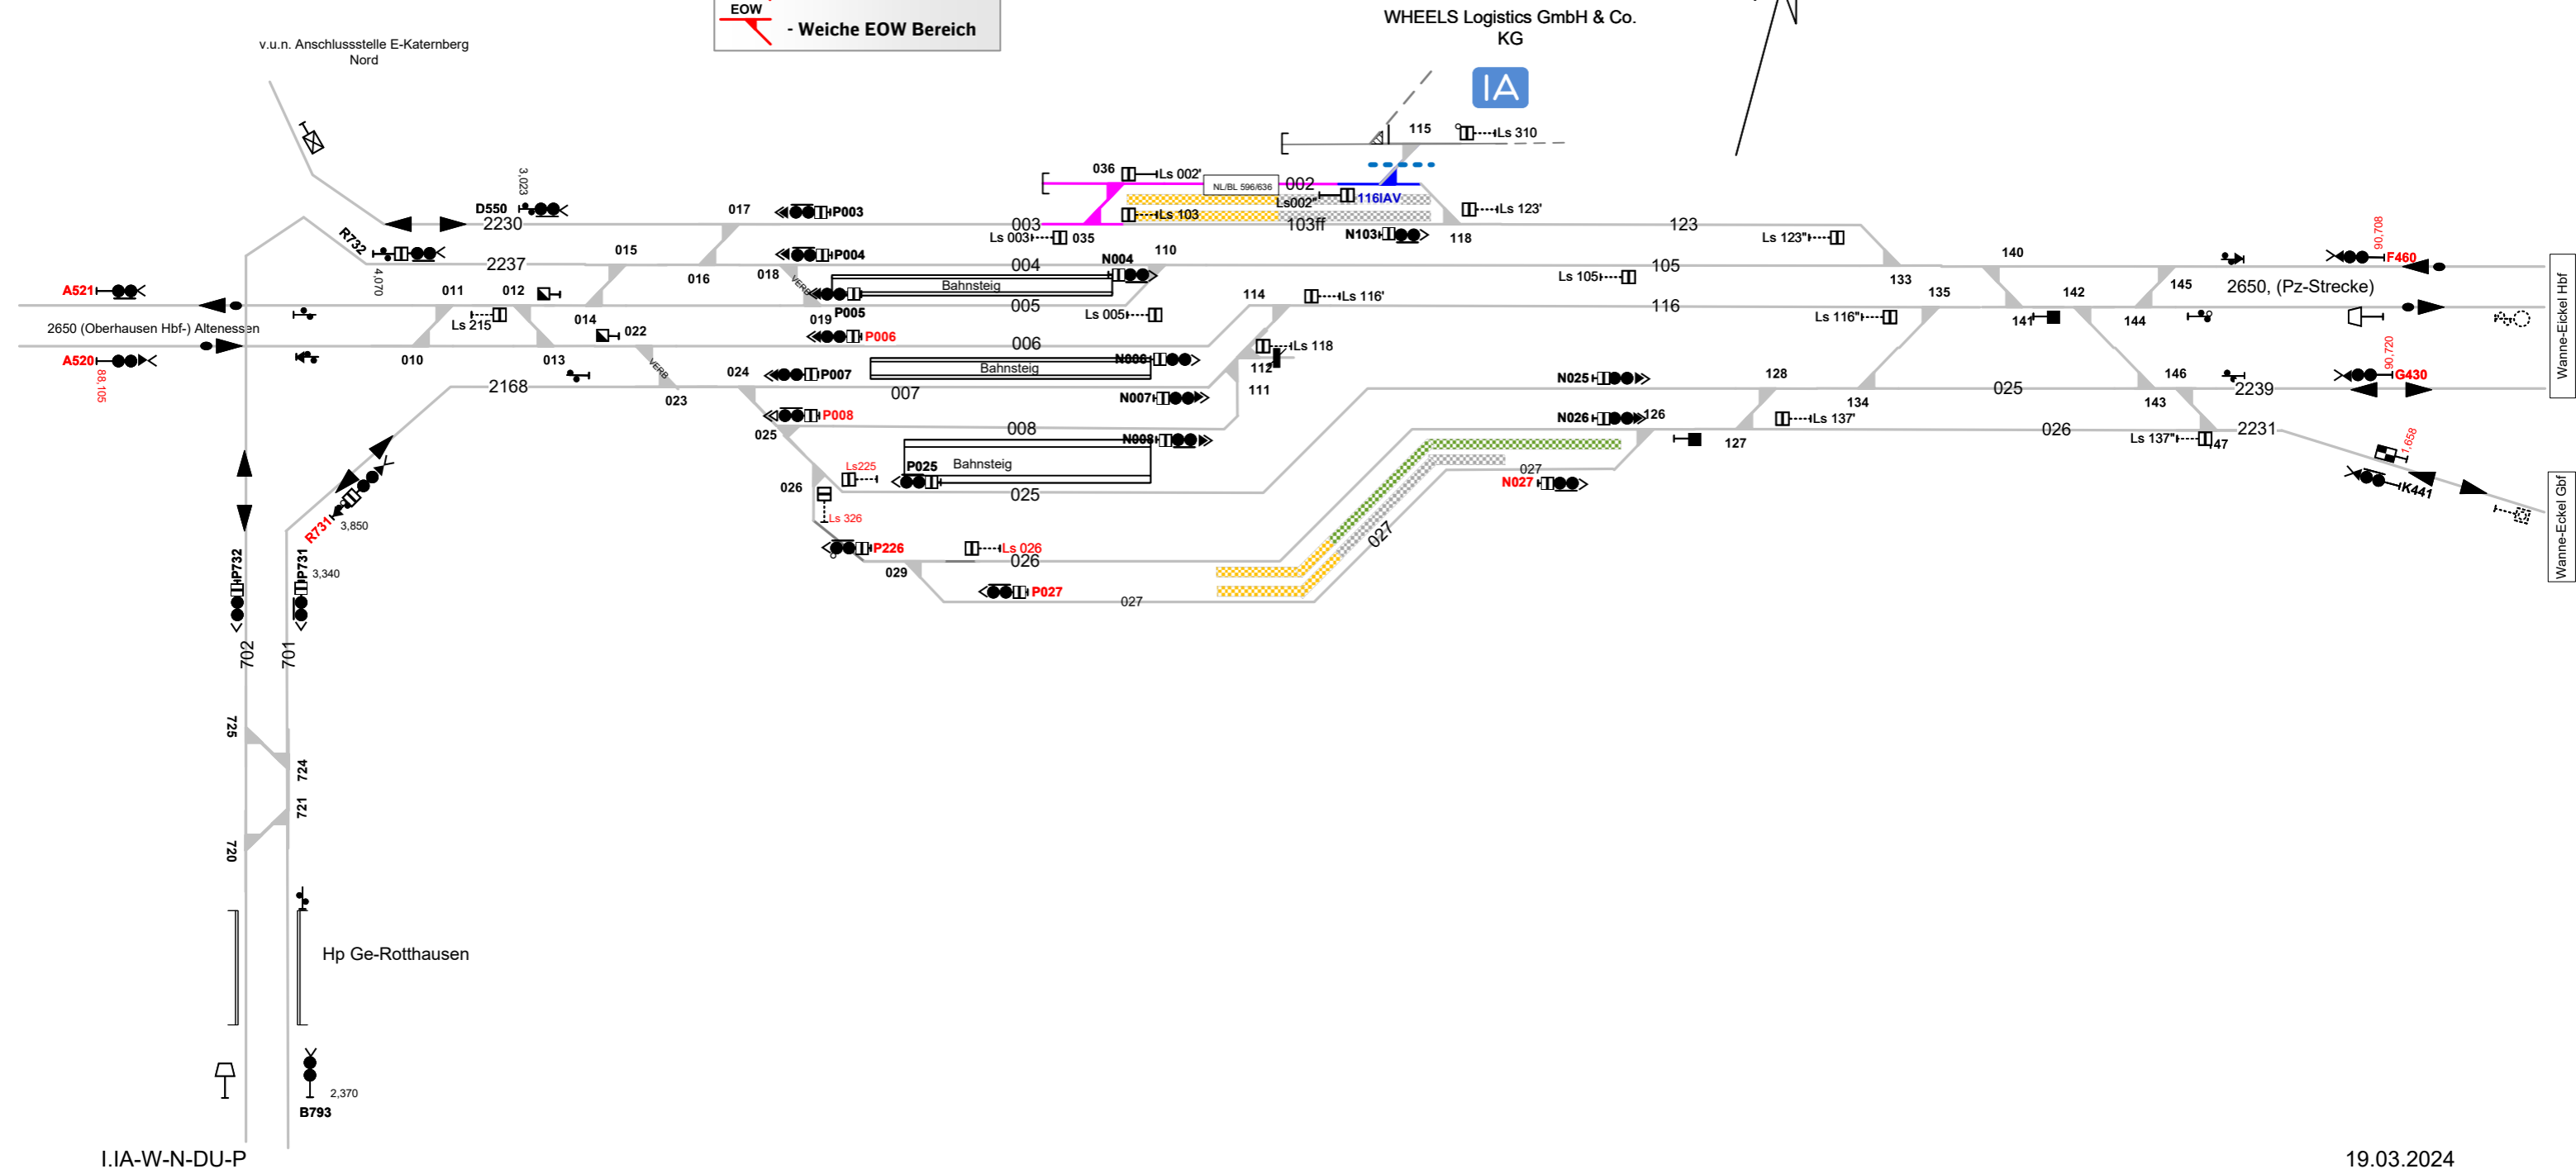 EOW
- Weiche EOW Bereich
WHEELS Logistics GmbH & Co.
KG
IA
v.u.n. Anschlussstelle E-Katernberg
Nord
115
Ls 310
036
Ls 002'
NL/BL 596/636
002
Ls002"
116IAV
3,023
D550
2230
017
P003
003
Ls 103
103ff
Ls 123'
123
Ls 003
035
N103
118
Ls 123"
R732
4,070
2237
015
016
018
VERB
P004
004
N004
110
Bahnsteig
105
Ls 105
133
140
90,708
F460
A521
011
012
014
019
P005
005
Ls 005
114
Ls 116'
116
Ls 116"
135
141
142
144
145
2650, (Pz-Strecke)
Wanne-Eickel Hbf
2650 (Oberhausen Hbf-) Altenessen
Ls 215
022
P006
006
N006
Bahnsteig
Ls 118
112
A520
88,105
010
013
VERB
2168
023
024
P007
007
N007
111
N025
128
134
025
143
146
90,720
G430
2239
P008
025
008
N008
N026
126
127
Ls 137'
026
Ls 137"
147
2231
1,658
K441
Wanne-Eckel Gbf
Bahnsteig
P025
025
Ls225
026
Ls 326
027
N027
027
R731
3,850
P732
P731
3,340
P226
Ls 026
026
029
P027
027
702
701
725
724
721
720
Hp Ge-Rotthausen
2,370
B793
I.IA-W-N-DU-P
19.03.2024